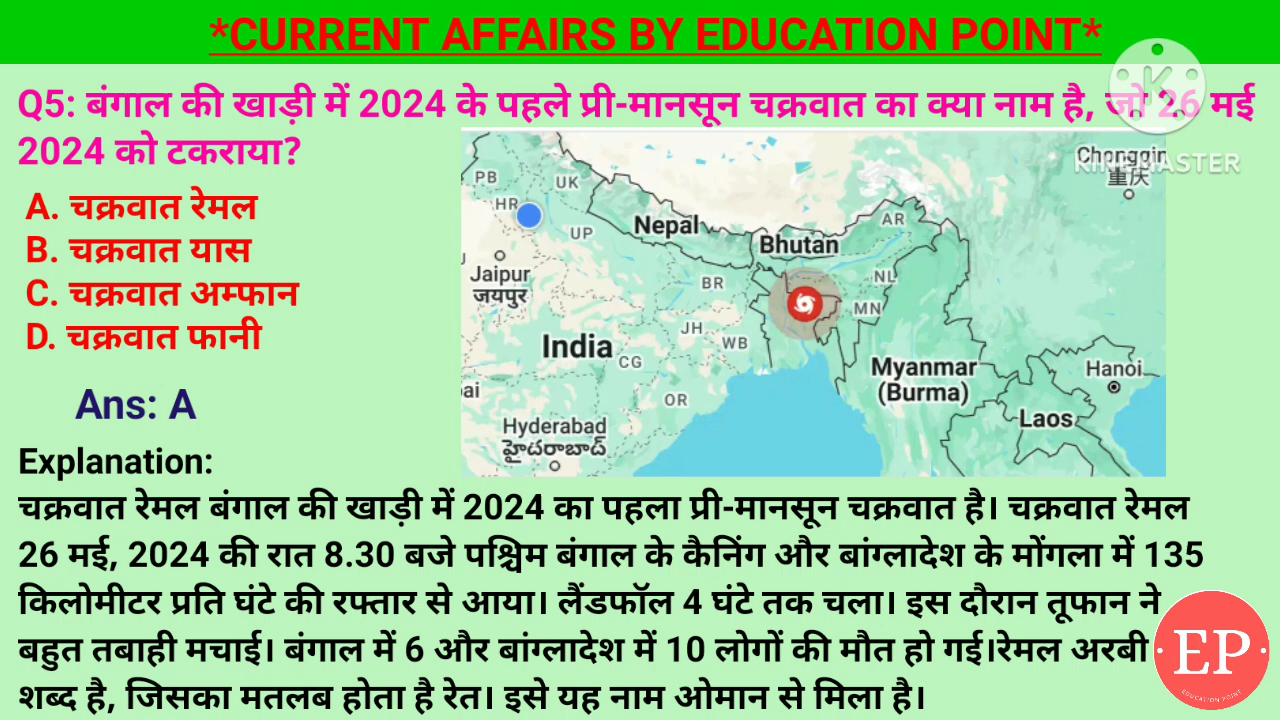 *CURRENT AFFAIRS BY EDUCATION POINT*
Q5: बंगाल की खाड़ी में 2024 के पहले प्री-मानसून चक्रवात का क्या नाम है, जो 26 मई
2024 को टकराया?
KINEMASTER
A. चक्रवात रेमल
B. चक्रवात यास
C. चक्रवात अम्फान
D. चक्रवात फानी
Ans: A
Chongqin
重庆
PB
UK
HR
UP
Nepal
AR
Bhutan
Jaipur
जयपुर
BR
NL
MN
JH
WB
India
CG
Myanmar
(Burma)
Hanoi
ai
OR
Laos
Hyderabad
హైదరాబాద్
Explanation:
चक्रवात रेमल बंगाल की खाड़ी में 2024 का पहला प्री-मानसून चक्रवात है। चक्रवात रेमल
26 मई, 2024 की रात 8.30 बजे पश्चिम बंगाल के कैनिंग और बांग्लादेश के मोंगला में 135
किलोमीटर प्रति घंटे की रफ्तार से आया। लैंडफॉल 4 घंटे तक चला। इस दौरान तूफान ने
बहुत तबाही मचाई। बंगाल में 6 और बांग्लादेश में 10 लोगों की मौत हो गई।रेमल अरबी
शब्द है, जिसका मतलब होता है रेत। इसे यह नाम ओमान से मिला है।
EP
EDUCATION POINT